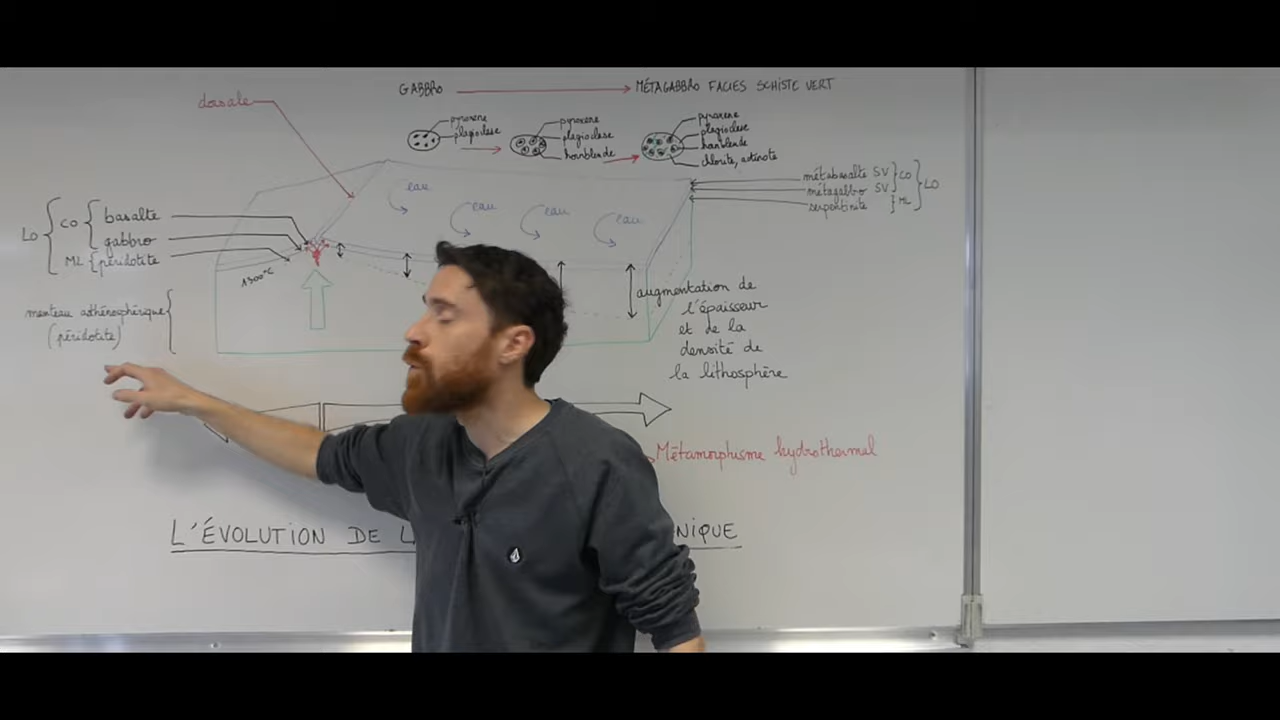 GABBRO MÉTAGABBRO FACIES SCHISTE VERT
dorsale
pyroxène
plagioclase
pyroxène
plagioclase
hornblende
pyroxène
plagioclase
hornblende
chlorite, actinote
eau
eau
eau
eau
métabasalte SV } CO
métagabbro SV
serpentinite } ML
LO
LO
CO
basalte
gabbro
ML { péridotite
1300°C
manteau asthénosphérique
(péridotite)
augmentation de
l'épaisseur
et de la
densité de
la lithosphère
Métamorphisme hydrothermal
L'ÉVOLUTION DE L NIQUE